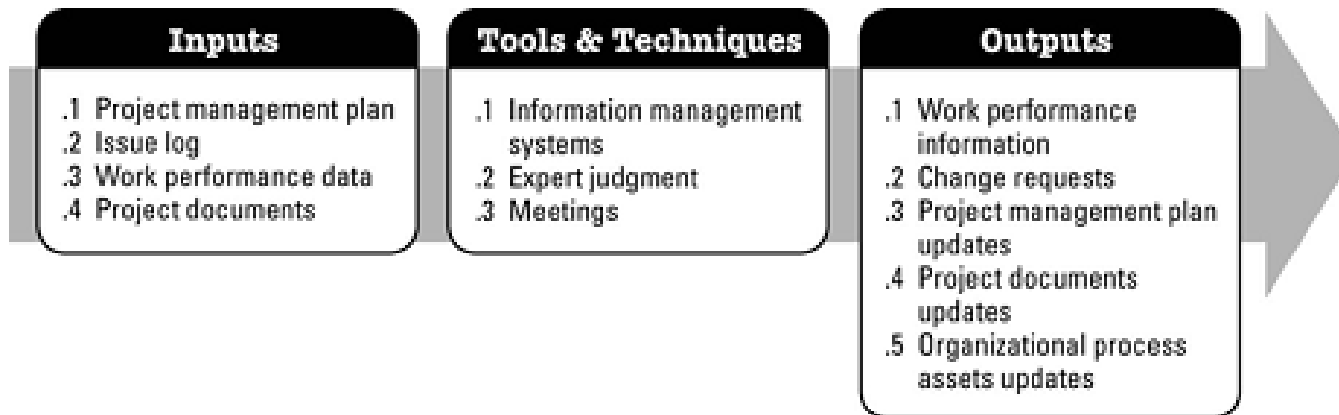 Inputs
.1 Project management plan
.2 Issue log
.3 Work performance data
.4 Project documents
Tools & Techniques
.1 Information management
systems
.2 Expert judgment
.3 Meetings
Outputs
.1 Work performance
information
.2 Change requests
.3 Project management plan
updates
.4 Project documents
updates
.5 Organizational process
assets updates